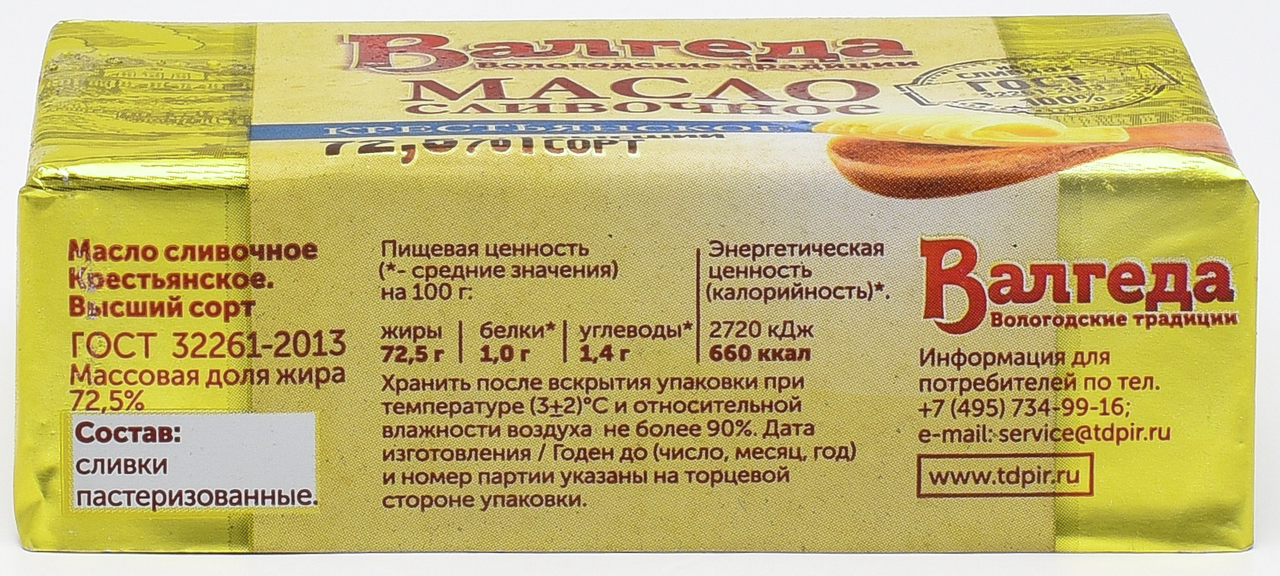 Валгеда
Вологодские традиции
МАСЛО
СЛИВОЧНОЕ
КРЕСТЬЯНСКОЕ
СОРТ
ГОСТ
100%
Масло сливочное
Крестьянское.
Высший сорт
ГОСТ 32261-2013
Массовая доля жира
72,5%
Состав:
сливки
пастеризованные.
Пищевая ценность
(*- средние значения)
на 100 г:
жиры | белки* | углеводы*
72,5 г | 1,0 г | 1,4 г
Энергетическая
ценность
(калорийность)*.
2720 кДж
660 ккал
Хранить после вскрытия упаковки при
температуре (3±2)°С и относительной
влажности воздуха не более 90%. Дата
изготовления / Годен до (число, месяц, год)
и номер партии указаны на торцевой
стороне упаковки.
Валгеда
Вологодские традиции
Информация для
потребителей по тел.
+7 (495) 734-99-16;
e-mail: service@tdpir.ru
www.tdpir.ru